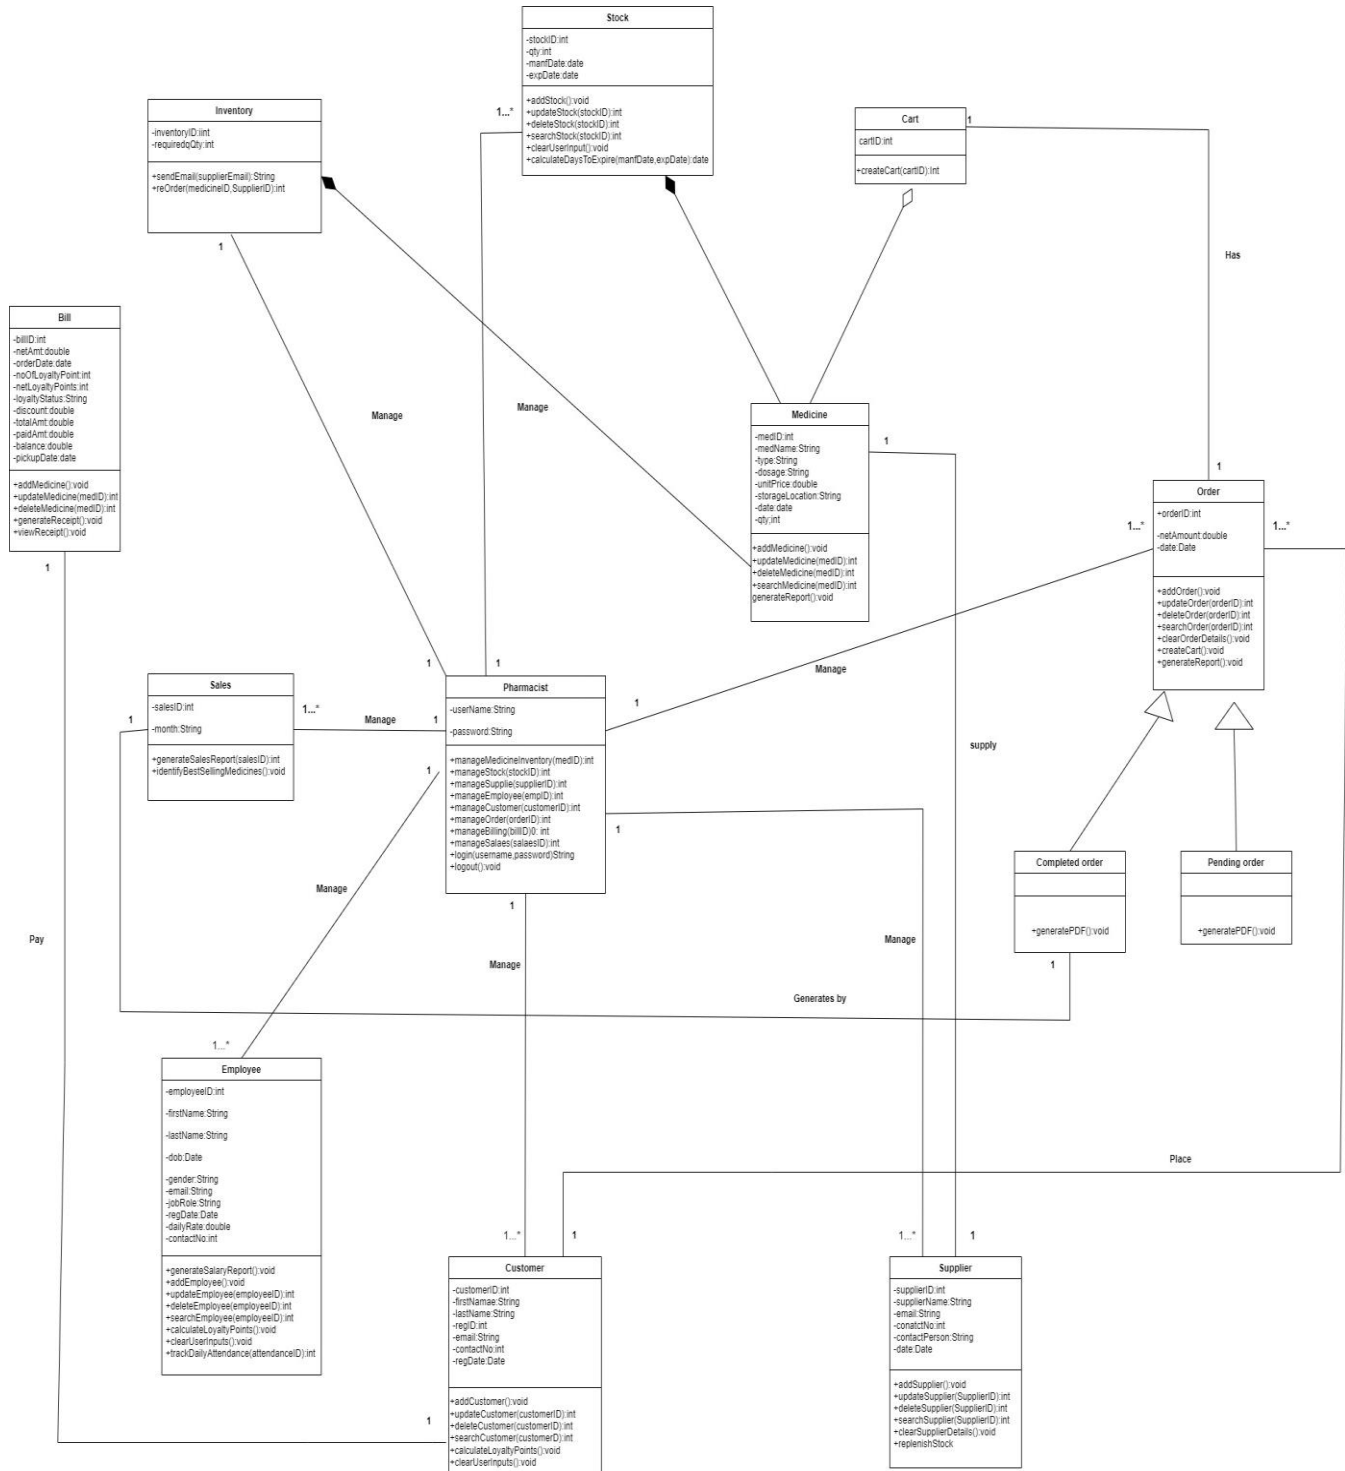 Stock
-stockID:int
-qty:int
-manfDate:date
-expDate:date
+addStock():void
+updateStock(stockID):int
+deleteStock(stockID):int
+searchStock(stockID):int
+clearUserInput():void
+calculateDaysToExpire(manfDate,expDate):date
1...*
Inventory
-inventoryID:iint
-requiredqQty:int
+sendEmail(supplierEmail):String
+reOrder(medicineID,SupplierID):int
1
Cart
cartID:int
+createCart(cartID):Int
1
Has
Bill
-billID:int
-netAmt:double
-orderDate:date
-noOfLoyaltyPoint:int
-netLoyaltyPoints:int
-loyaltyStatus:String
-discount:double
-totalAmt:double
-paidAmt:double
-balance:double
-pickupDate:date
+addMedicine():void
+updateMedicine(medID):int
+deleteMedicine(medID):int
+generateReceipt():void
+viewReceipt():void
1
Manage
Manage
Medicine
-medID:int
-medName:String
-type:String
-dosage:String
-unitPrice:double
-storageLocation:String
-date:date
-qty;int
+addMedicine():void
+updateMedicine(medID):int
+deleteMedicine(medID):int
+searchMedicine(medID):int
generateReport():void
1
1
Order
+orderID:int
-netAmount:double
-date:Date
+addOrder():void
+updateOrder(orderID):int
+deleteOrder(orderID):int
+searchOrder(orderID):int
+clearOrderDetails():void
+createCart():void
+generateReport():void
1...*
1...*
Manage
supply
1
1
Sales
-salesID:int
-month:String
+generateSalesReport(salesID):int
+identifyBestSellingMedicines():void
1
1...*
Manage
1
Pharmacist
-userName:String
-password:String
+manageMedicineInventory(medID):int
+manageStock(stockID):int
+manageSupplie(supplierID):int
+manageEmployee(empID):int
+manageCustomer(customerID):int
+manageOrder(orderID):int
+manageBilling(billID)0: int
+manageSalaes(salaesID):int
+login(username,password)String
+logout():void
1
1
1
1
Manage
Manage
Manage
Completed order
+generatePDF():void
1
Pending order
+generatePDF():void
Pay
Generates by
Place
1...*
Employee
-employeeID:int
-firstName:String
-lastName:String
-dob:Date
-gender:String
-email:String
-jobRole:String
-regDate:Date
-dailyRate:double
-contactNo:int
+generateSalaryReport():void
+addEmployee():void
+updateEmployee(employeeID):int
+deleteEmployee(employeeID):int
+searchEmployee(employeeID):int
+calculateLoyaltyPoints():void
+clearUserInputs():void
+trackDailyAttendance(attendanceID):int
1...*
1
Customer
-customerID:int
-firstNamae:String
-lastName:String
-regID:int
-email:String
-contactNo:int
-regDate:Date
+addCustomer():void
+updateCustomer(customerID):int
+deleteCustomer(customerID):int
+searchCustomer(customerD):int
+calculateLoyaltyPoints():void
+clearUserInputs():void
1
1...*
1
Supplier
-supplierID:int
-supplierName:String
-email:String
-conatctNo:int
-contactPerson:String
-date:Date
+addSupplier():void
+updateSupplier(SupplierID):int
+deleteSupplier(SupplierID):int
+searchSupplier(SupplierID):int
+clearSupplierDetails():void
+replenishStock